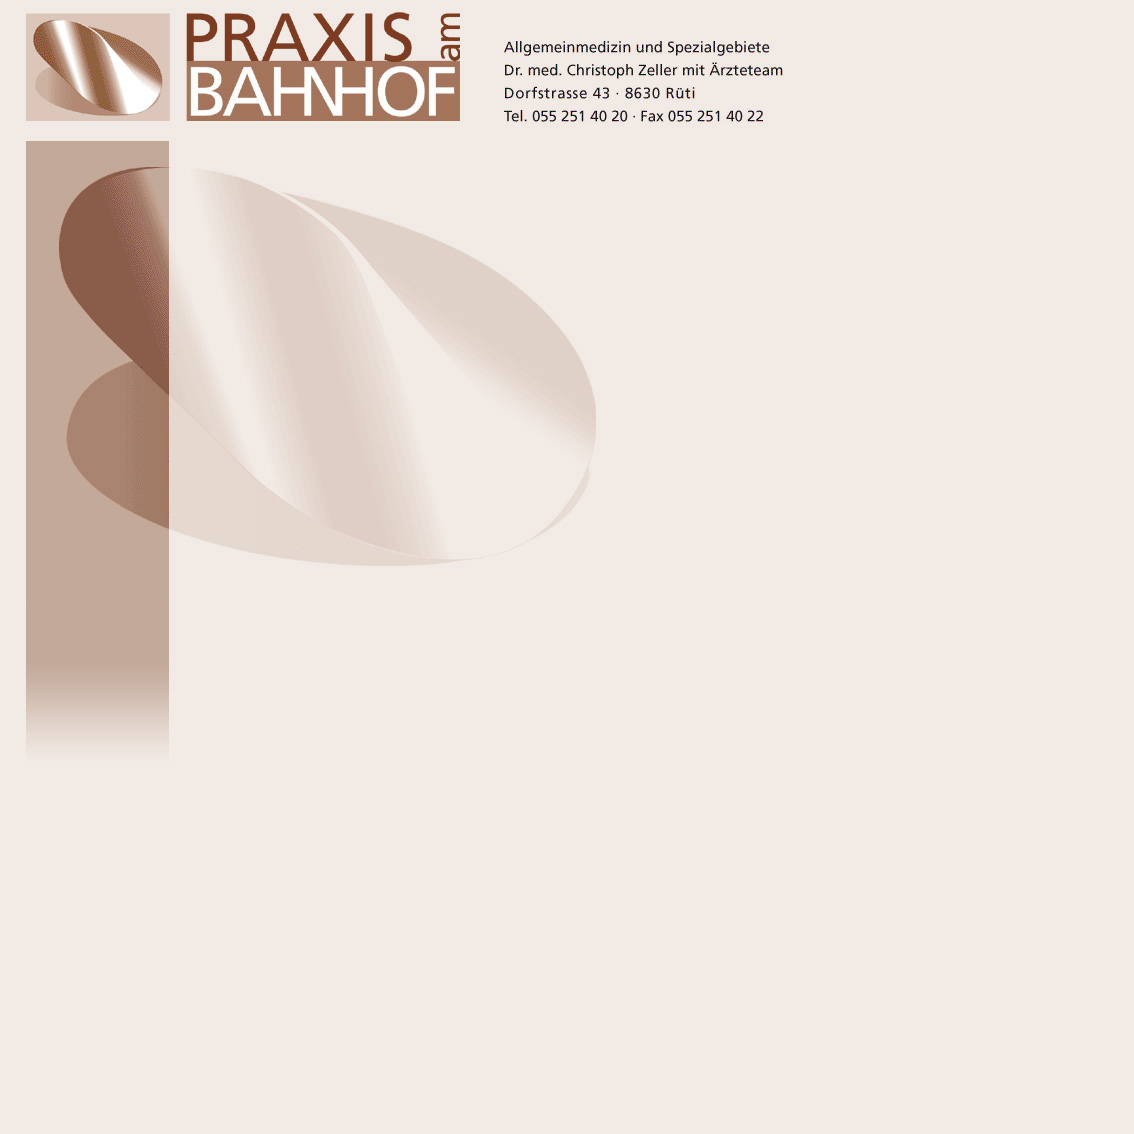 PRAXIS am
BAHNHOF
Allgemeinmedizin und Spezialgebiete
Dr. med. Christoph Zeller mit Ärzteteam
Dorfstrasse 43 · 8630 Rüti
Tel. 055 251 40 20 · Fax 055 251 40 22